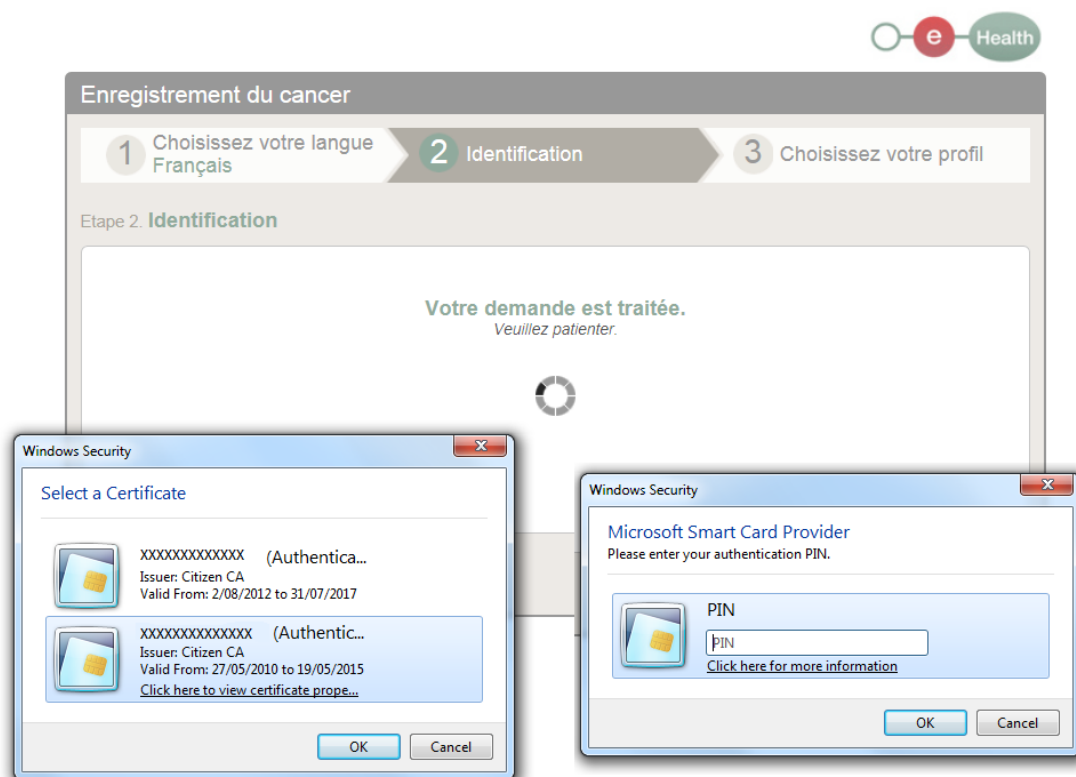 e Health
Enregistrement du cancer
1 Choisissez votre langue
Français
2 Identification
3 Choisissez votre profil
Etape 2. Identification
Votre demande est traitée.
Veuillez patienter.
Windows Security
Select a Certificate
XXXXXXXXXXXXX (Authentica...
Issuer: Citizen CA
Valid From: 2/08/2012 to 31/07/2017
XXXXXXXXXXXXXX (Authentic...
Issuer: Citizen CA
Valid From: 27/05/2010 to 19/05/2015
Click here to view certificate prope...
OK Cancel
Windows Security
Microsoft Smart Card Provider
Please enter your authentication PIN.
PIN
PIN
Click here for more information
OK Cancel